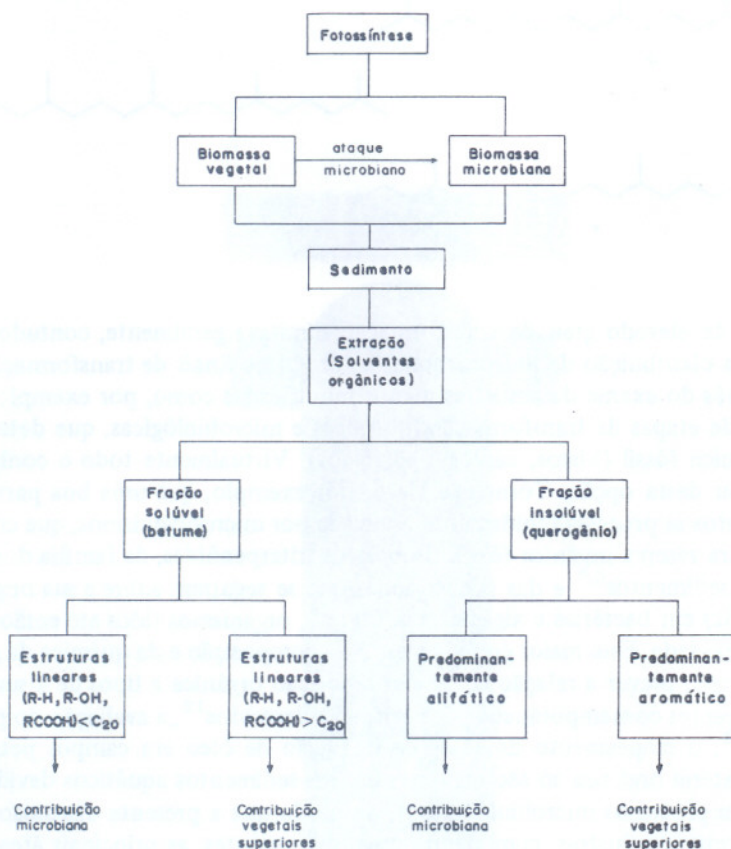 Fotossíntese
Biomassa
vegetal
ataque
microbiano
Biomassa
microbiana
Sedimento
Extração
(Solventes
orgânicos)
Fração
solúvel
(betume)
Fração
insolúvel
(querogênio)
Estruturas
lineares
(R-H, R-OH,
RCOOH)<C20
Estruturas
lineares
(R-H, R-OH,
RCOOH)>C20
Predominan-
temente
alifático
Predominan-
temente
aromático
Contribuição
microbiana
Contribuição
vegetais
superiores
Contribuição
microbiana
Contribuição
vegetais
superiores